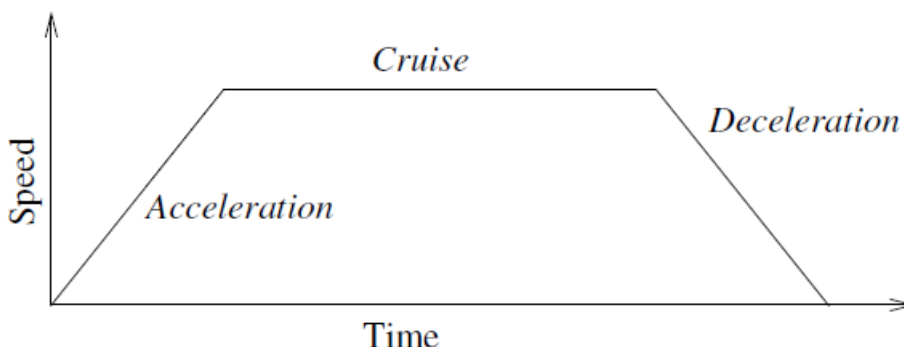 Cruise
Deceleration
Acceleration
Speed
Time